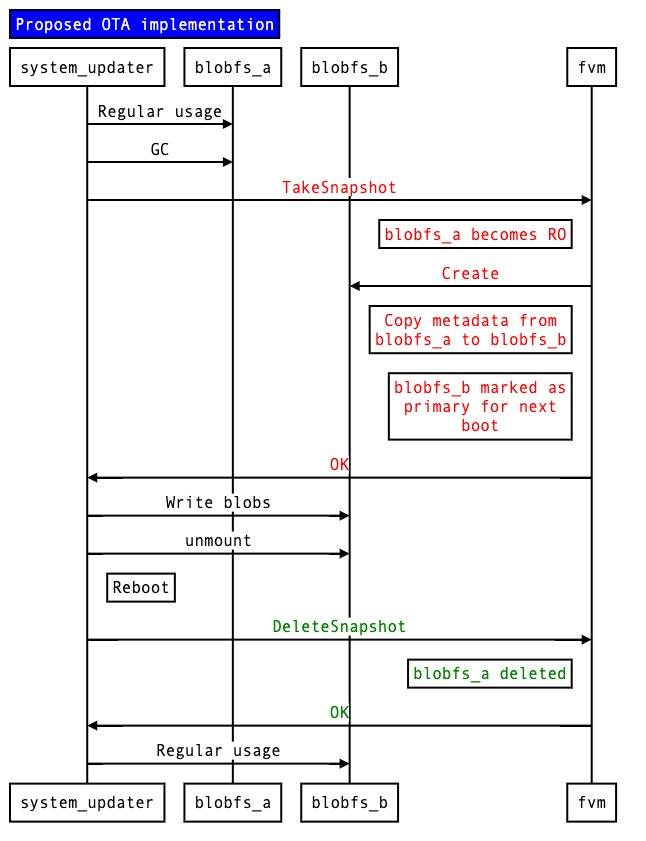 Proposed OTA implementation
system_updater blobfs_a blobfs_b fvm
Regular usage
GC
TakeSnapshot
blobfs_a becomes RO
Create
Copy metadata from
blobfs_a to blobfs_b
blobfs_b marked as
primary for next
boot
OK
Write blobs
unmount
Reboot
DeleteSnapshot
blobfs_a deleted
OK
Regular usage
system_updater blobfs_a blobfs_b fvm